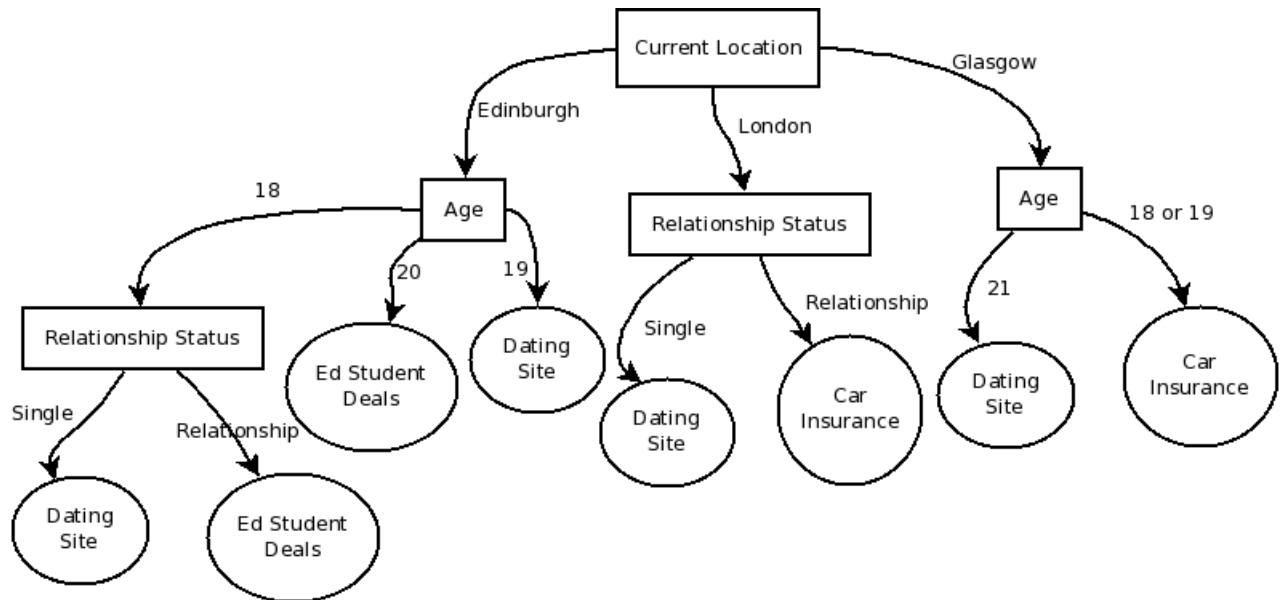 Current Location
Glasgow
Edinburgh
London
18
Age
Relationship Status
Age
18 or 19
20
19
21
Relationship Status
Ed Student
Deals
Dating
Site
Single
Relationship
Dating
Site
Car
Insurance
Dating
Site
Car
Insurance
Single
Relationship
Dating
Site
Ed Student
Deals